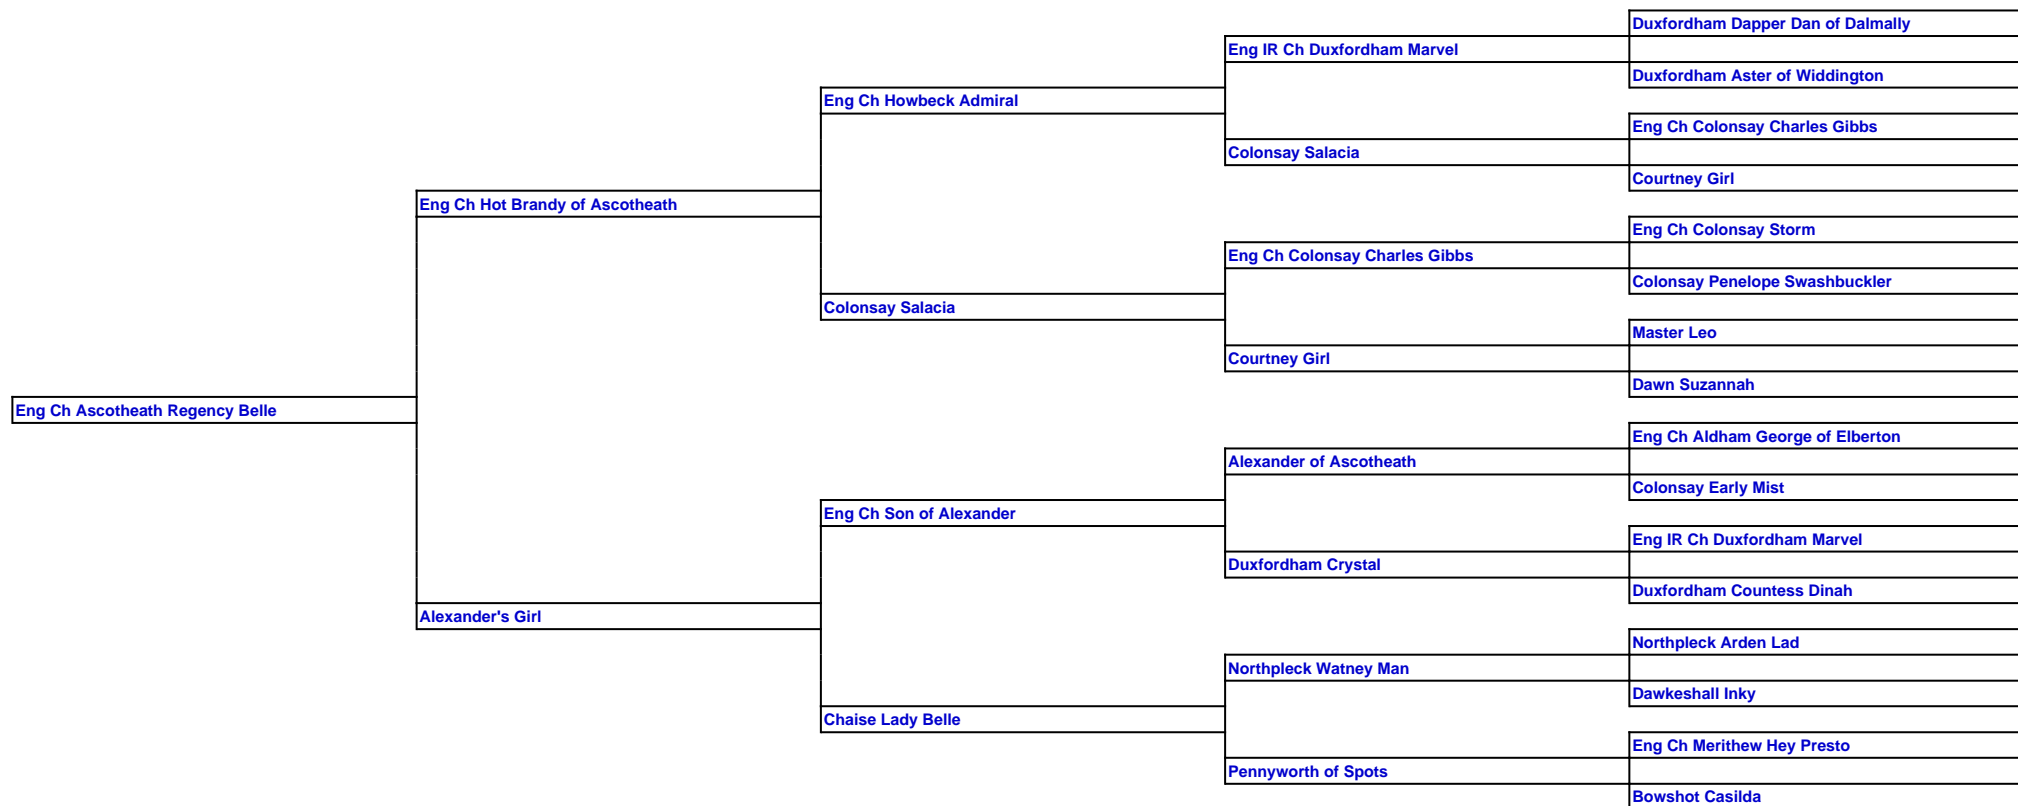 Duxfordham Dapper Dan of Dalmally
Eng IR Ch Duxfordham Marvel
Duxfordham Aster of Widdington
Eng Ch Howbeck Admiral
Eng Ch Colonsay Charles Gibbs
Colonsay Salacia
Courtney Girl
Eng Ch Hot Brandy of Ascotheath
Eng Ch Colonsay Storm
Eng Ch Colonsay Charles Gibbs
Colonsay Penelope Swashbuckler
Colonsay Salacia
Master Leo
Courtney Girl
Dawn Suzannah
Eng Ch Ascotheath Regency Belle
Eng Ch Aldham George of Elberton
Alexander of Ascotheath
Colonsay Early Mist
Eng Ch Son of Alexander
Eng IR Ch Duxfordham Marvel
Duxfordham Crystal
Duxfordham Countess Dinah
Alexander's Girl
Northpleck Arden Lad
Northpleck Watney Man
Dawkeshall Inky
Chaise Lady Belle
Eng Ch Merithew Hey Presto
Pennyworth of Spots
Bowshot Casilda